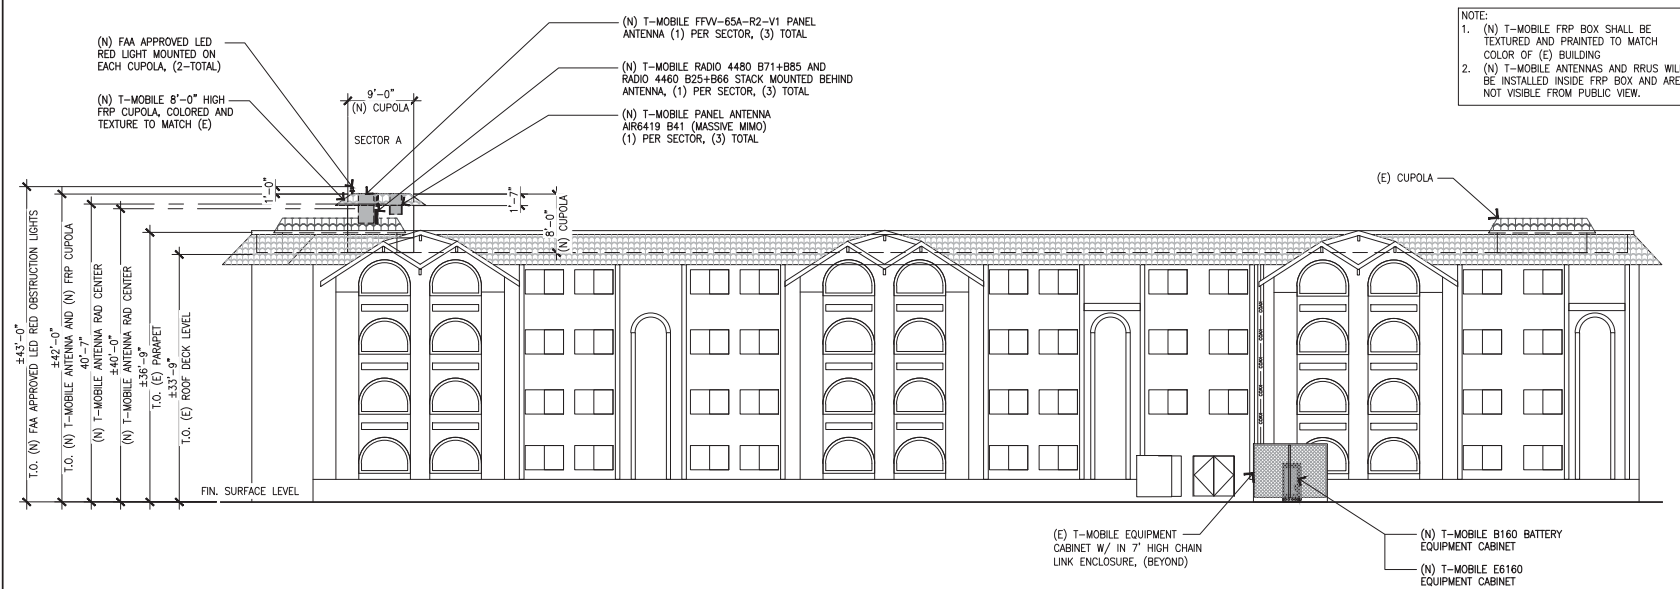 (N) FAA APPROVED LED
RED LIGHT MOUNTED ON
EACH CUPOLA, (2-TOTAL)
(N) T-MOBILE 8'-0" HIGH
FRP CUPOLA, COLORED AND
TEXTURE TO MATCH (E)
9'-0"
(N) CUPOLA
SECTOR A
(N) T-MOBILE FFVV-65A-R2-V1 PANEL
ANTENNA (1) PER SECTOR, (3) TOTAL
(N) T-MOBILE RADIO 4480 B71+B85 AND
RADIO 4460 B25+B66 STACK MOUNTED BEHIND
ANTENNA, (1) PER SECTOR, (3) TOTAL
(N) T-MOBILE PANEL ANTENNA
AIR6419 B41 (MASSIVE MIMO)
(1) PER SECTOR, (3) TOTAL
NOTE:
1. (N) T-MOBILE FRP BOX SHALL BE
TEXTURED AND PRAINTED TO MATCH
COLOR OF (E) BUILDING
2. (N) T-MOBILE ANTENNAS AND RRUS WILL
BE INSTALLED INSIDE FRP BOX AND ARE
NOT VISIBLE FROM PUBLIC VIEW.
(E) CUPOLA
1'-0"
1'-7"
8'-0"
(N) CUPOLA
±43'-0"
T.O. (N) FAA APPROVED LED RED OBSTRUCTION LIGHTS
±42'-0"
T.O. (N) T-MOBILE ANTENNA AND (N) FRP CUPOLA
40'-7"
(N) T-MOBILE ANTENNA RAD CENTER
±40'-0"
(N) T-MOBILE ANTENNA RAD CENTER
±36'-9"
T.O. (E) PARAPET
±33'-9"
T.O. (E) ROOF DECK LEVEL
FIN. SURFACE LEVEL
(E) T-MOBILE EQUIPMENT
CABINET W/ IN 7' HIGH CHAIN
LINK ENCLOSURE, (BEYOND)
(N) T-MOBILE B160 BATTERY
EQUIPMENT CABINET
(N) T-MOBILE E6160
EQUIPMENT CABINET